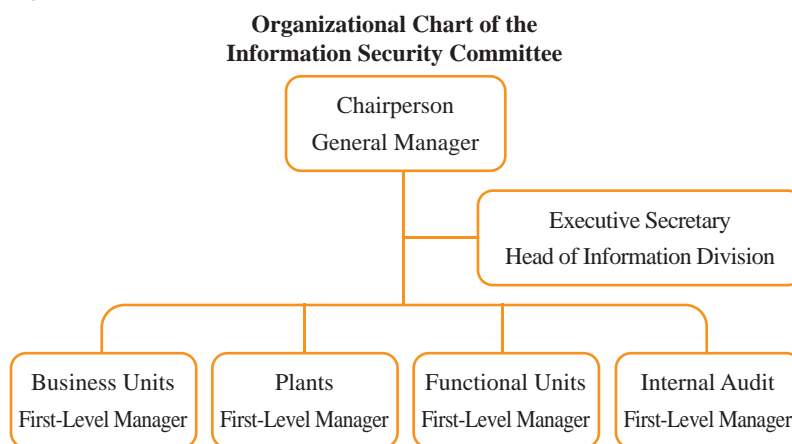 Organizational Chart of the
Information Security Committee
Chairperson
General Manager
Executive Secretary
Head of Information Division
Business Units
First-Level Manager
Plants
First-Level Manager
Functional Units
First-Level Manager
Internal Audit
First-Level Manager